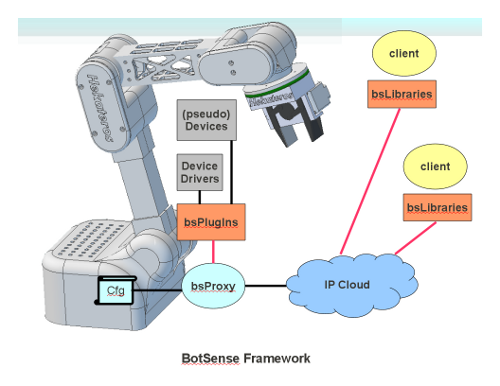 client
bsLibraries
(pseudo)
Devices
Device
Drivers
bsPlugIns
client
bsLibraries
Cfg
bsProxy
IP Cloud
BotSense Framework